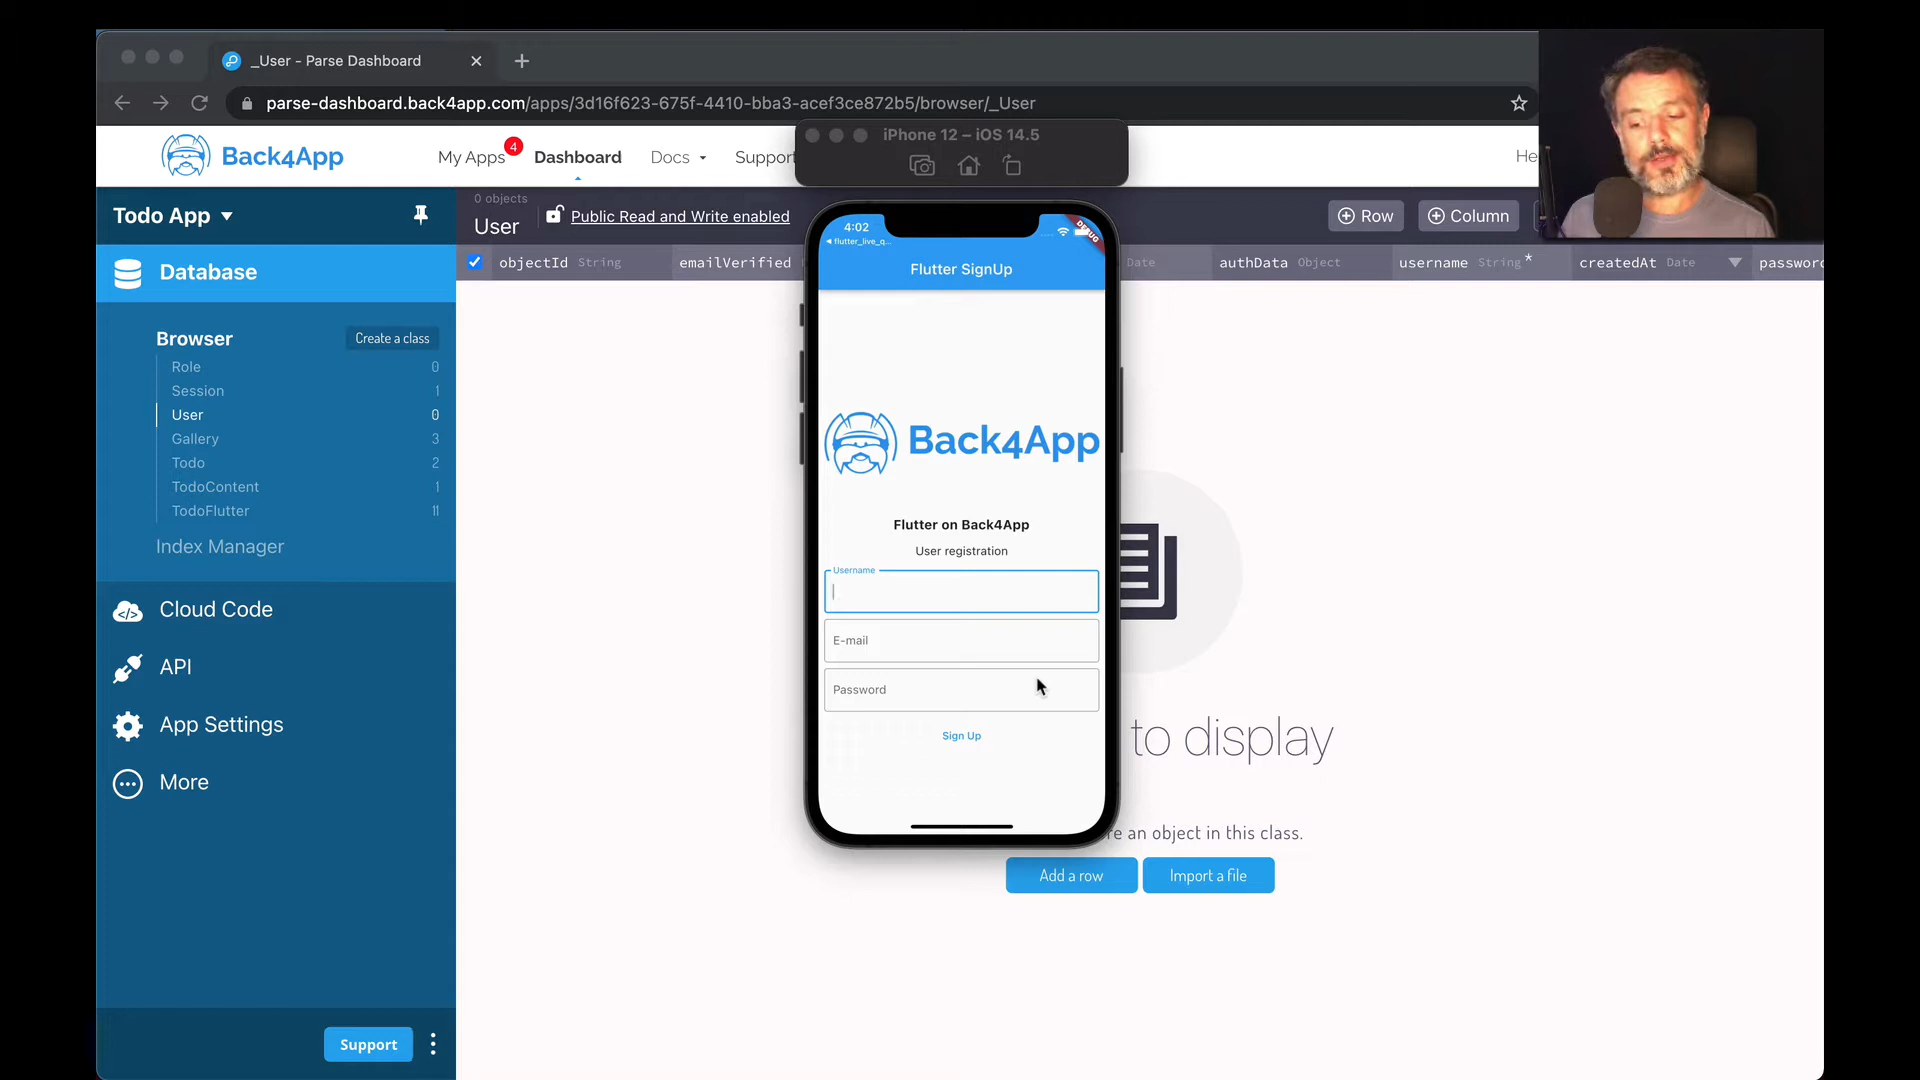 _User - Parse Dashboard
parse-dashboard.back4app.com/apps/3d16f623-675f-4410-bba3-acef3ce872b5/browser/_User
iPhone 12 – iOS 14.5
Back4App
My Apps 4
Dashboard
Docs
Support
He
Todo App
0 objects
User
Public Read and Write enabled
Row
Column
objectId String
emailVerified
Date
authData Object
username String *
createdAt Date
password
Database
Browser
Create a class
Role 0
Session 1
User 0
Gallery 3
Todo 2
TodoContent 1
TodoFlutter 11
Index Manager
Cloud Code
API
App Settings
More
Support
4:02
flutter_live_q...
DEBUG
Flutter SignUp
Back4App
Flutter on Back4App
User registration
Username
E-mail
Password
Sign Up
to display
an object in this class.
Add a row
Import a file